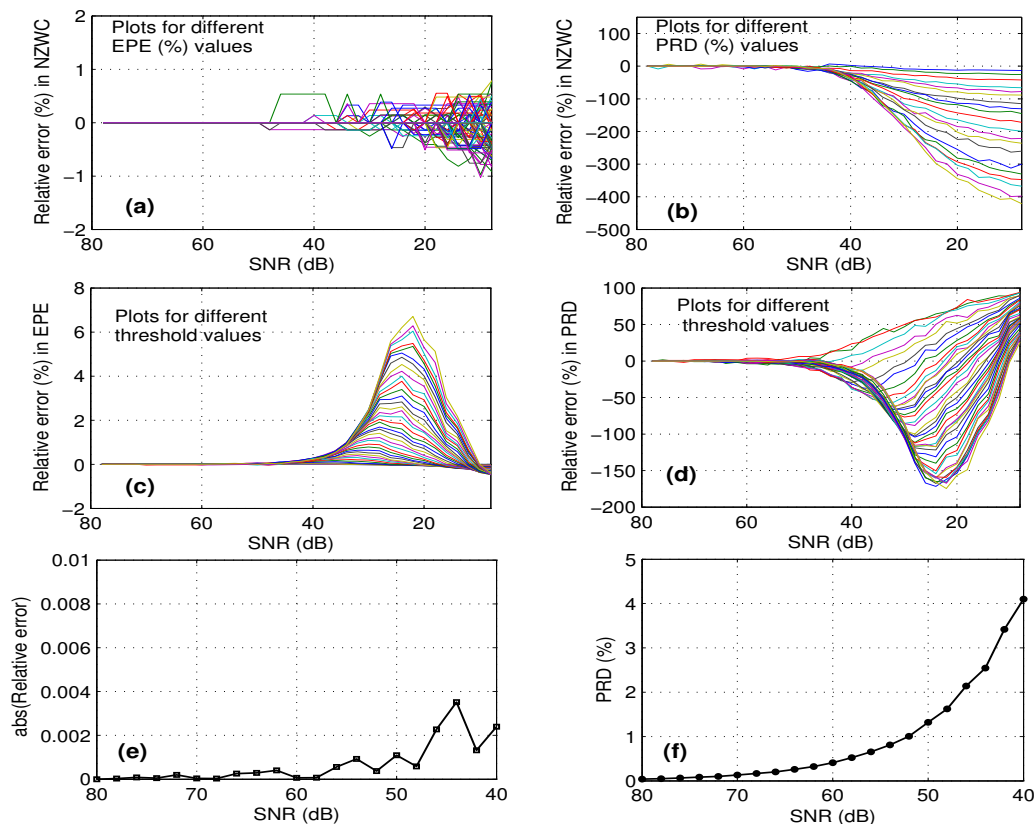 Plots for different
EPE (%) values
Relative error (%) in NZWC
2
1
0
−1
−2
(a)
80
60
40
20
SNR (dB)
Plots for different
PRD (%) values
Relative error (%) in NZWC
100
0
−100
−200
−300
−400
−500
(b)
80
60
40
20
SNR (dB)
Plots for different
threshold values
Relative error (%) in EPE
8
6
4
2
0
−2
(c)
80
60
40
20
SNR (dB)
Plots for different
threshold values
Relative error (%) in PRD
100
50
0
−50
−100
−150
−200
(d)
80
60
40
20
SNR (dB)
abs(Relative error)
0.01
0.008
0.006
0.004
0.002
0
(e)
80
70
60
50
40
SNR (dB)
PRD (%)
5
4
3
2
1
0
(f)
80
70
60
50
40
SNR (dB)